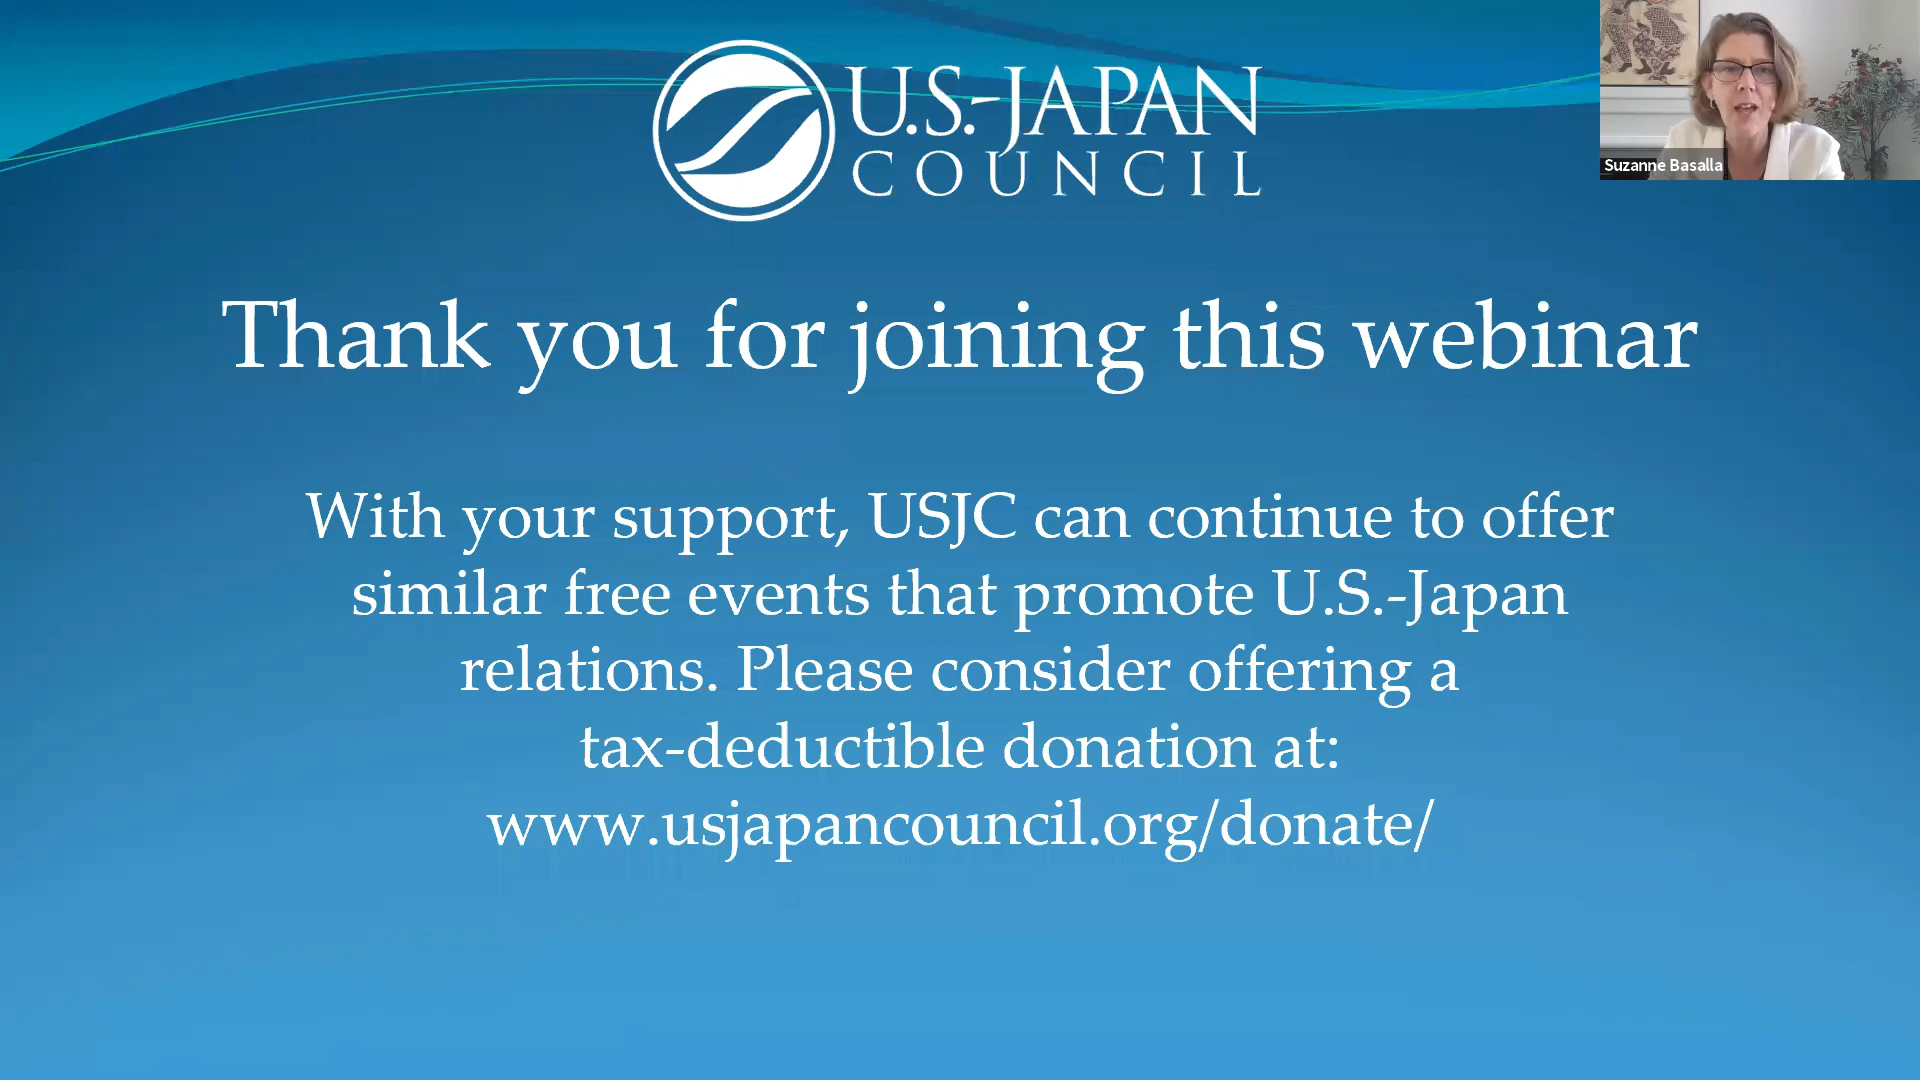 U.S.-JAPAN
COUNCIL
Suzanne Basalla
Thank you for joining this webinar
With your support, USJC can continue to offer
similar free events that promote U.S.-Japan
relations. Please consider offering a
tax-deductible donation at:
www.usjapancouncil.org/donate/